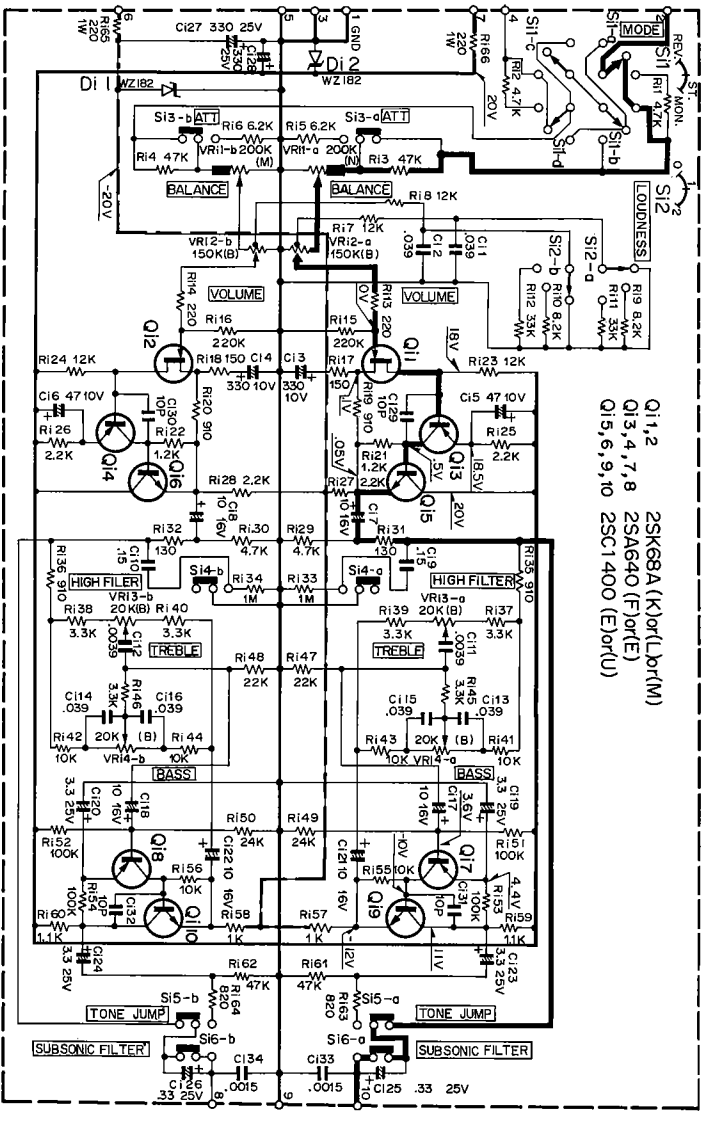 6
5
3
1 GND
7
4
2
Ri65
220
1W
Ci27 330 25V
330
25V
Ci28
Di 2
WZ182
Di 1
WZ182
Ri66
220
1W
20V
Si1-c
Si1-a
MODE
REV.
ST.
MON.
Si1
Ri2 4.7K
Ri1 4.7K
Si1-d
Si1-b
0
1
2
Si2
Si3-b ATT
Ri6 6.2K
Ri5 6.2K
Si3-a ATT
VRi1-b 200K
(M)
VRi1-a 200K
(N)
Ri4 47K
Ri3 47K
BALANCE
BALANCE
-20V
Ri8 12K
Ri7 12K
LOUDNESS
VRi2-b
150K(B)
VRi2-a
150K(B)
Ci2
.039
Ci1
.039
Si2-b
Si2-a
Ri12 33K
Ri10 8.2K
Ri11 33K
Ri9 8.2K
VOLUME
VOLUME
Ri14 220
Ri13 220
0V
Ri16
220K
Ri15
220K
Qi2
Qi1
18V
Ri24 12K
Ri18 150
Ci4
330 10V
Ci3
330 10V
Ri17
150
Ri23 12K
Ci6 47 10V
Ci30
10P
Ri20 910
Ri19 910
.1V
Ci29
10P
Ci5 47 10V
Ri26
2.2K
Ri22
1.2K
Ri21
1.2K
.05V
.5V
Ri25
2.2K
18.5V
Qi4
Qi6
Qi3
Qi5
Ri28 2.2K
2.2K
Ri27
20V
Ci8
10 16V
Ci7
10 16V
Qi1,2 2SK68A (K)or(L)or(M)
Qi3,4,7,8 2SA640 (F)or(E)
Qi5,6,9,10 2SC1400 (E)or(U)
Ri32
130
Ri30
4.7K
Ri29
4.7K
Ri31
130
Ri36 910
Ci10
.15
Ci9
.15
Ri35 910
Si4-b
Ri34
1M
Ri33
1M
Si4-a
HIGH FILER
HIGH FILTER
VRi3-b
20K(B)
VRi3-a
20K(B)
Ri38
3.3K
Ri40
3.3K
Ri39
3.3K
Ri37
3.3K
Ci12
.0039
Ci11
.0039
TREBLE
TREBLE
Ri48
22K
Ri47
22K
Ri46
3.3K
Ri45
3.3K
Ci14
.039
Ci16
.039
Ci15
.039
Ci13
.039
Ri42
10K
20K (B)
VRi4-b
Ri44
10K
Ri43
10K
20K (B)
VRi4-a
Ri41
10K
BASS
BASS
Ci20
3.3 25V
Ci18
10 16V
Ci17
10 16V
3.6V
Ci19
3.3 25V
Ri52
100K
Ri50
24K
Ri49
24K
Ri51
100K
Qi8
Qi7
Ci22 10 16V
Ci21 10 16V
-10V
Ri56
10K
Ri55 10K
4.4V
Ri54
100K
Ci32
10P
Ci31
10P
Ri53
100K
Qi10
Qi9
Ri60
1.1K
Ri58
1K
Ri57
1K
Ri59
1.1K
-12V
11V
Ci24
3.3 25V
Ci23
3.3 25V
Ri62
47K
Ri61
47K
Si5-b
Ri64
820
Ri63
820
Si5-a
TONE JUMP
TONE JUMP
Si6-b
Si6-a
SUBSONIC FILTER
SUBSONIC FILTER
Ci34
.0015
Ci33
.0015
Ci26
.33 25V
Ci25 .33 25V
8
9
10